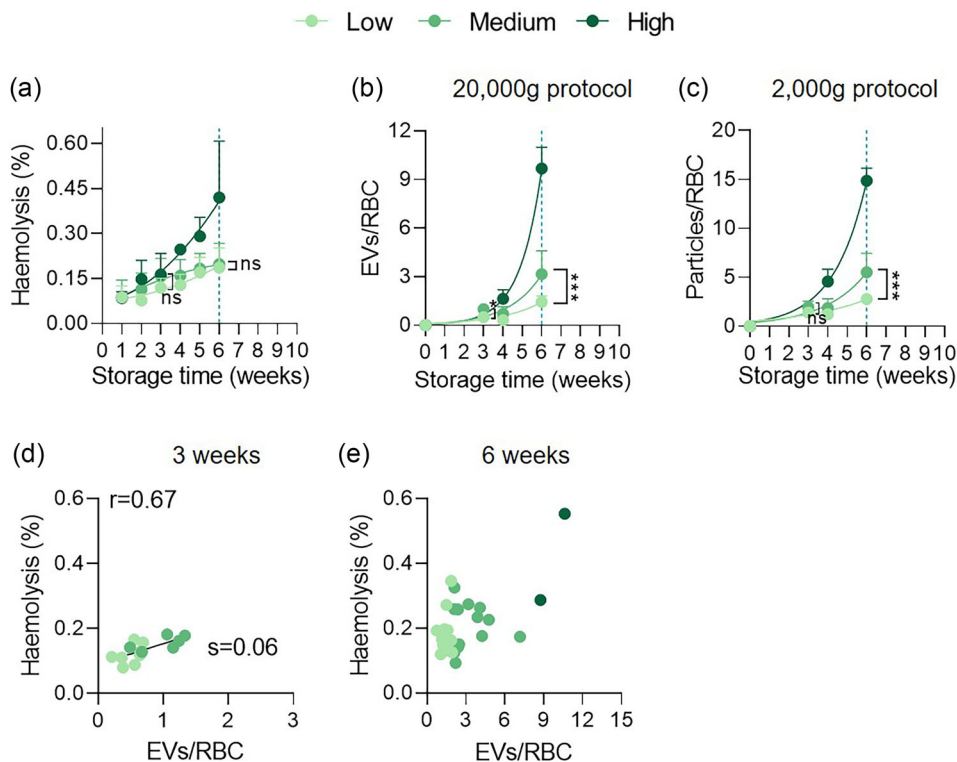 Low Medium High
(a)
Haemolysis (%)
0.60
0.45
0.30
0.15
0.00
ns
ns
1 2 3 4 5 6 7 8 9 10
Storage time (weeks)
(b) 20,000g protocol
EVs/RBC
12
9
6
3
0
*
***
0 1 2 3 4 5 6 7 8 9 10
Storage time (weeks)
(c) 2,000g protocol
Particles/RBC
20
15
10
5
0
ns
***
0 1 2 3 4 5 6 7 8 9 10
Storage time (weeks)
(d) 3 weeks
Haemolysis (%)
0.6
0.4
0.2
0.0
r=0.67
s=0.06
0 1 2 3
EVs/RBC
(e) 6 weeks
Haemolysis (%)
0.6
0.4
0.2
0.0
0 3 6 9 12 15
EVs/RBC